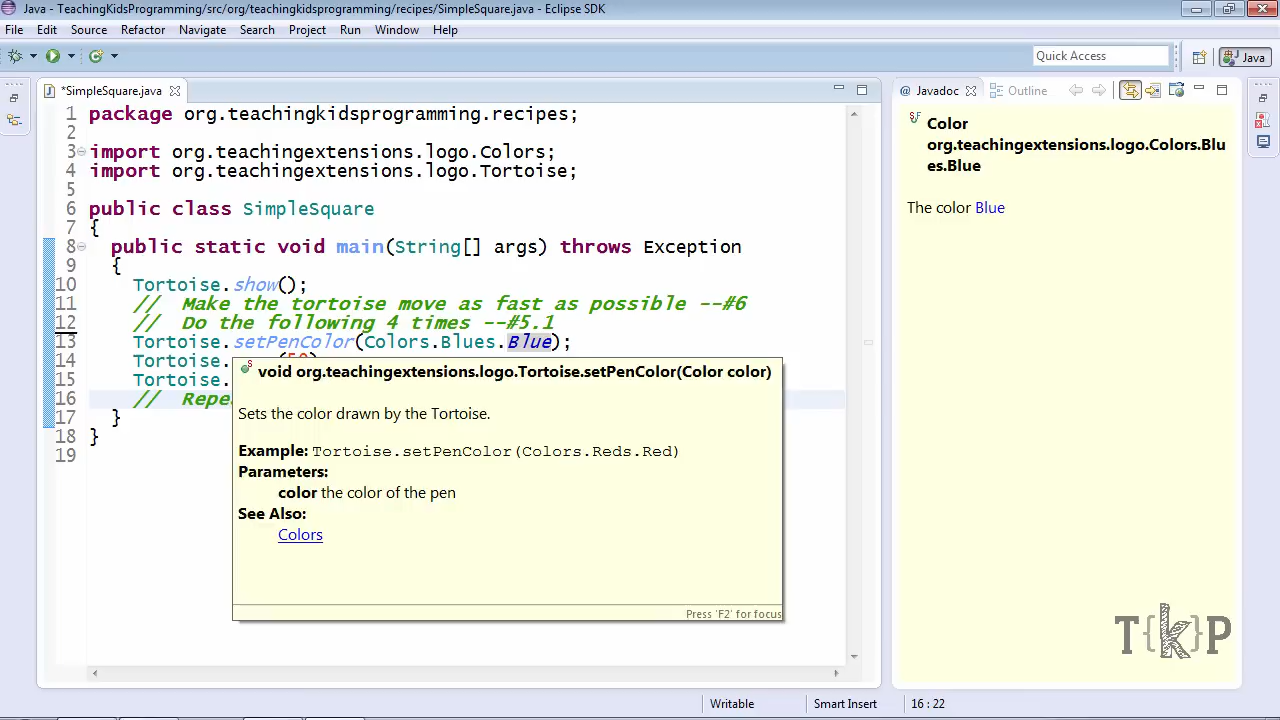 Java - TeachingKidsProgramming/src/org/teachingkidsprogramming/recipes/SimpleSquare.java - Eclipse SDK
File Edit Source Refactor Navigate Search Project Run Window Help
Quick Access
Java
*SimpleSquare.java
1 package org.teachingkidsprogramming.recipes;
2
3 import org.teachingextensions.logo.Colors;
4 import org.teachingextensions.logo.Tortoise;
5
6 public class SimpleSquare
7 {
8 public static void main(String[] args) throws Exception
9 {
10 Tortoise.show();
11 // Make the tortoise move as fast as possible --#6
12 // Do the following 4 times --#5.1
13 Tortoise.setPenColor(Colors.Blues.Blue);
14 Tortoise.
15 Tortoise.
16 // Repe
17 }
18 }
19
void org.teachingextensions.logo.Tortoise.setPenColor(Color color)
Sets the color drawn by the Tortoise.
Example: Tortoise.setPenColor(Colors.Reds.Red)
Parameters:
color the color of the pen
See Also:
Colors
Press 'F2' for focus
@ Javadoc Outline
Color
org.teachingextensions.logo.Colors.Blu
es.Blue
The color Blue
T{k}P
Writable Smart Insert 16 : 22